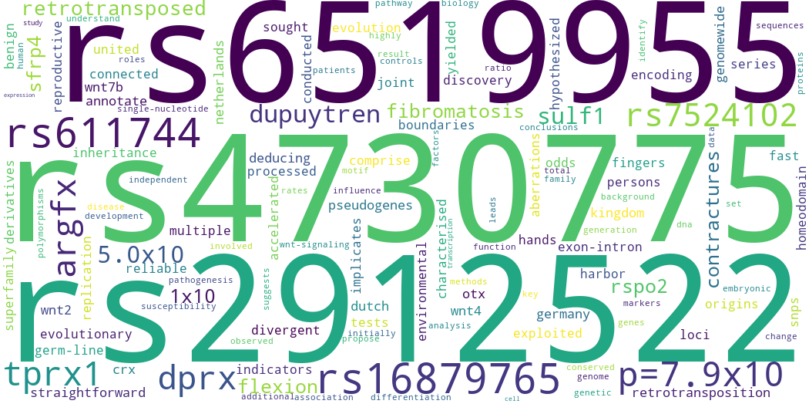 retrotransposed
understand
pathway
biology
sought
evolution
highly
benign
human
study
roles
sfrp4
reproductive
united
connected
wnt7b
annotate
single-nucleotide
expression
rs6519955
netherlands
conducted
patients
result
controls
ratio
joint
yielded
discovery
hypothesized
encoding
identify
genomewide
series
sequences
proteins
dupuytren
fibromatosis
boundaries
sulf1
conclusions
rs7524102
rs611744
rs4730775
inheritance
independent
deducing
processed
comprise
motif
factors
aberrations
odds
total
family
fingers
persons
background
kingdom
generation
dna
data
set
contractures
fast
homeodomain
superfamily
derivatives
polymorphisms
argfx
disease
development
accelerated
rates
influence
pseudogenes
multiple
involved
wnt-signaling
implicates
environmental
characterised
transcription
leads
hands
function
exon-intron
5.0x10
reliable
pathogenesis
susceptibility
1x10
suggests
dutch
tests
initially
propose
divergent
observed
otx
wnt4
analysis
methods
key
exploited
germany
harbor
rspo2
markers
genes
loci
origins
embryonic
snps
change
replication
wnt2
evolutionary
germ-line
crx
rs2912522
tprx1
straightforward
dprx
indicators
flexion
additional
association
differentiation
rs16879765
cell
conserved
genome
genetic
p=7.9x10
retrotransposition